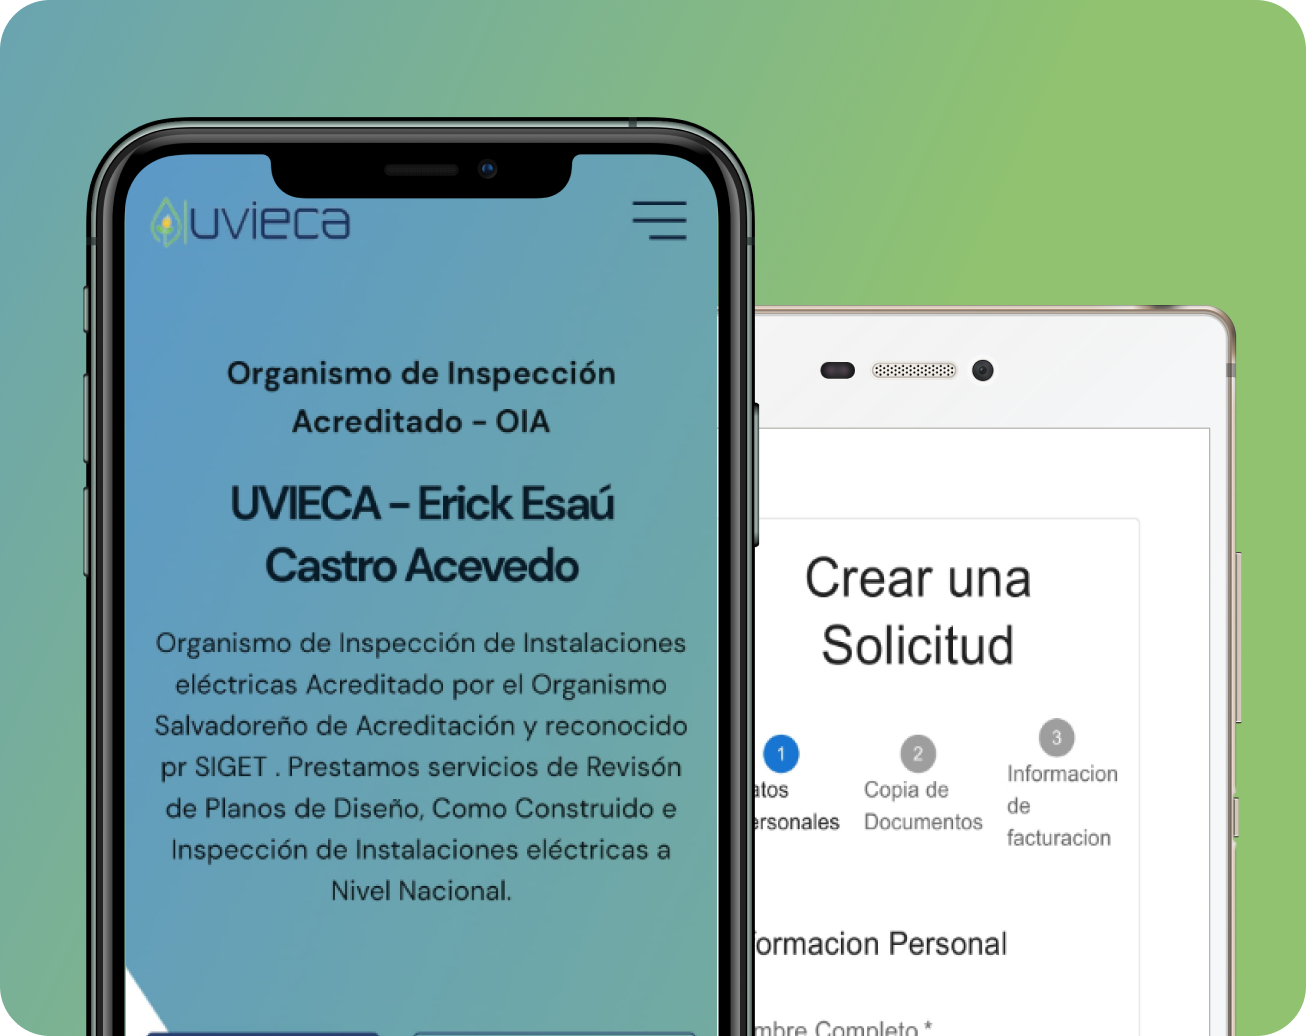 uvieca
Organismo de Inspección
Acreditado - OIA
UVIECA - Erick Esaú
Castro Acevedo
Organismo de Inspección de Instalaciones
eléctricas Acreditado por el Organismo
Salvadoreño de Acreditación y reconocido
pr SIGET . Prestamos servicios de Revisón
de Planos de Diseño, Como Construido e
Inspección de Instalaciones eléctricas a
Nivel Nacional.
Crear una
Solicitud
1
atos
ersonales
2
Copia de
Documentos
3
Informacion
de
facturacion
formacion Personal
mbre Completo *